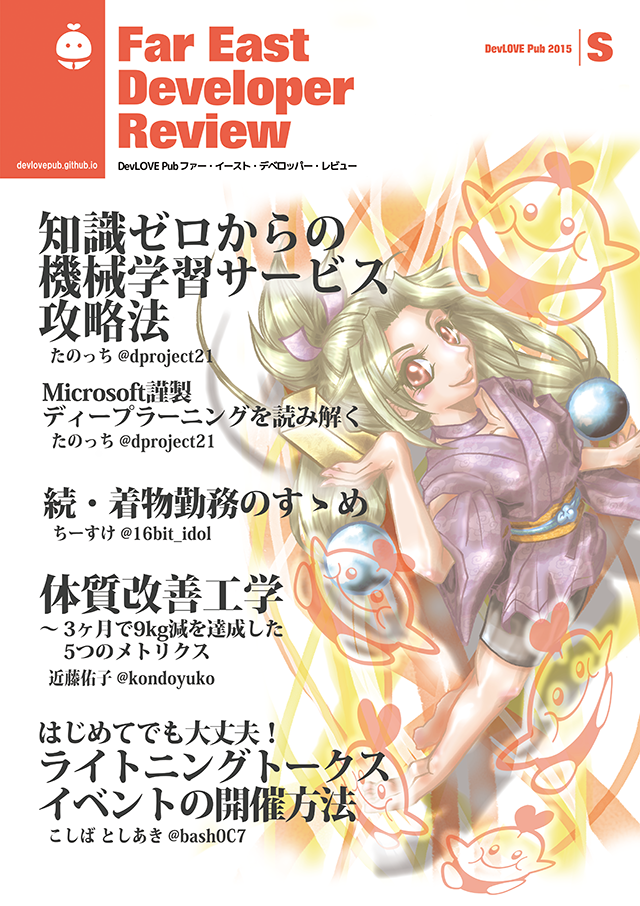 Far East
Developer
Review
DevLOVE Pub 2015 S
devlovepub.github.io
DevLOVE Pub ファー・イースト・デベロッパー・レビュー
知識ゼロからの
機械学習サービス
攻略法
たのっち @dproject21
Microsoft謹製
ディープラーニングを読み解く
たのっち @dproject21
続・着物勤務のすゝめ
ちーすけ @16bit_idol
体質改善工学
～ 3ヶ月で9kg減を達成した
5つのメトリクス
近藤佑子 @kondoyuko
はじめてでも大丈夫！
ライトニングトークス
イベントの開催方法
こしば としあき @bash0C7